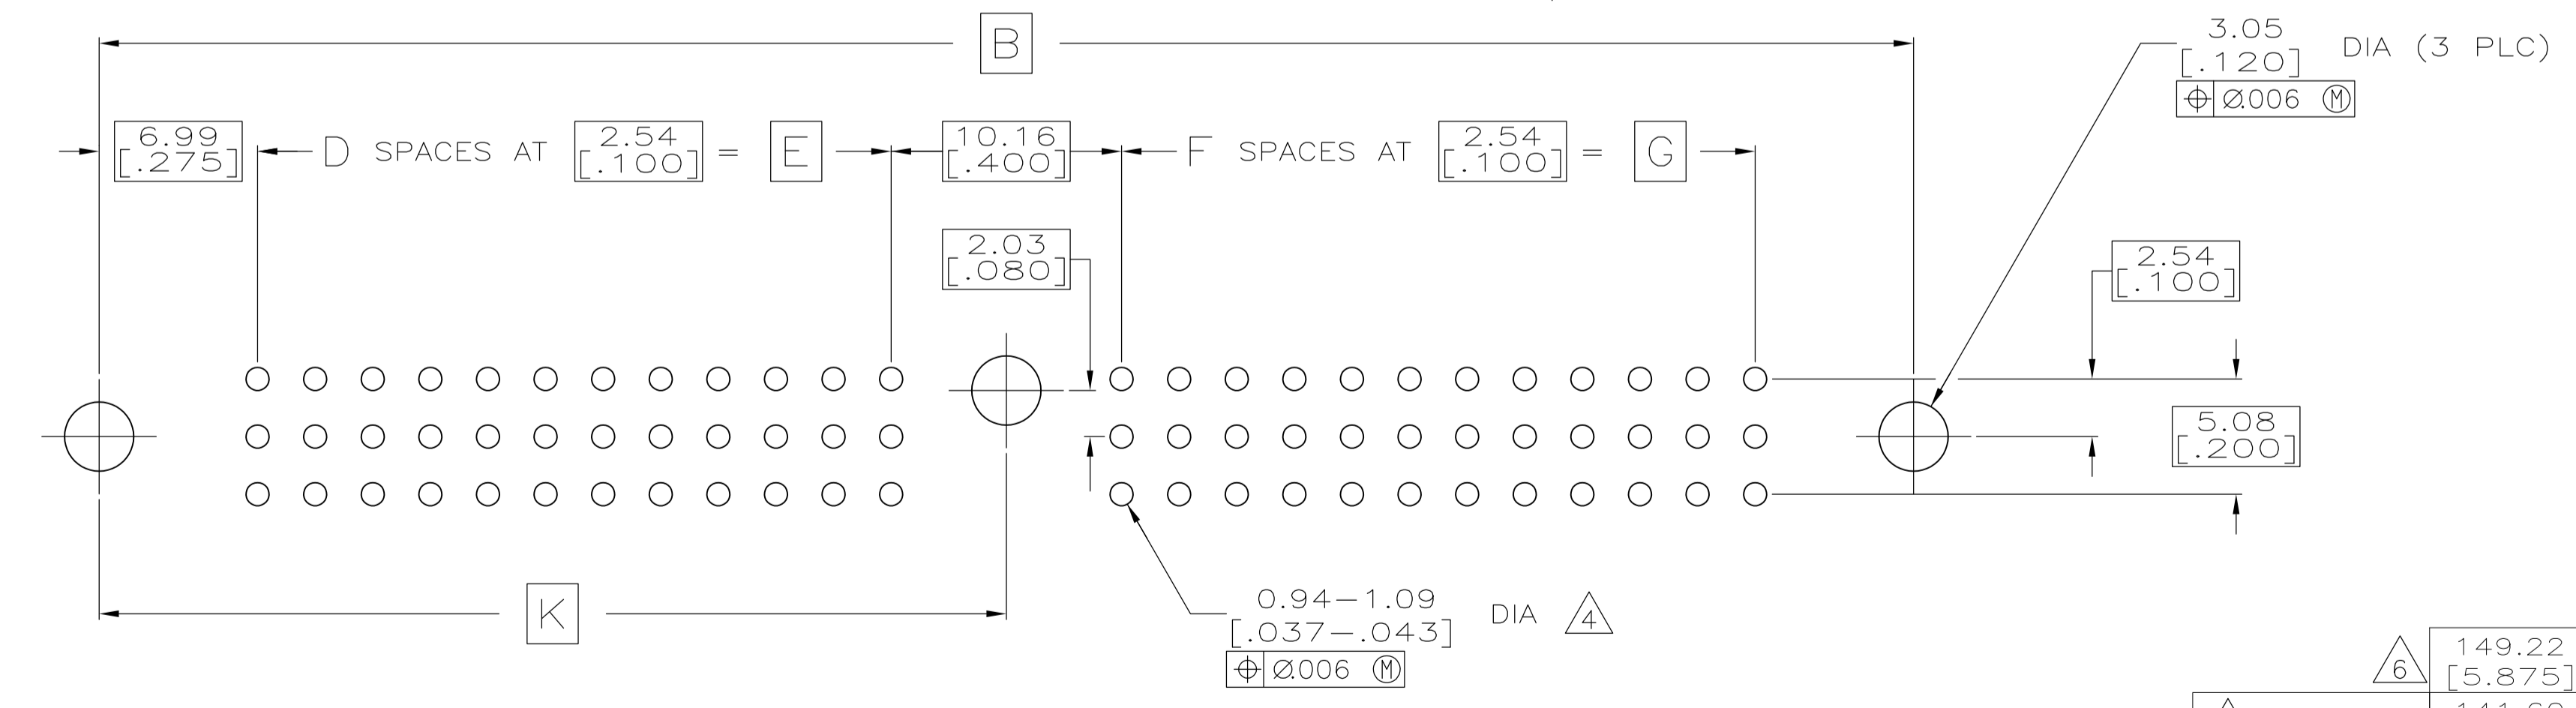 B
3.05
[.120] DIA (3 PLC)
⌖ Ø.006 Ⓜ
6.99
[.275]
D SPACES AT 2.54 [.100] = E
10.16
[.400]
F SPACES AT 2.54 [.100] = G
2.03
[.080]
2.54
[.100]
5.08
[.200]
K
0.94-1.09
[.037-.043] DIA 4
⌖ Ø.006 Ⓜ
6
149.22
[5.875]